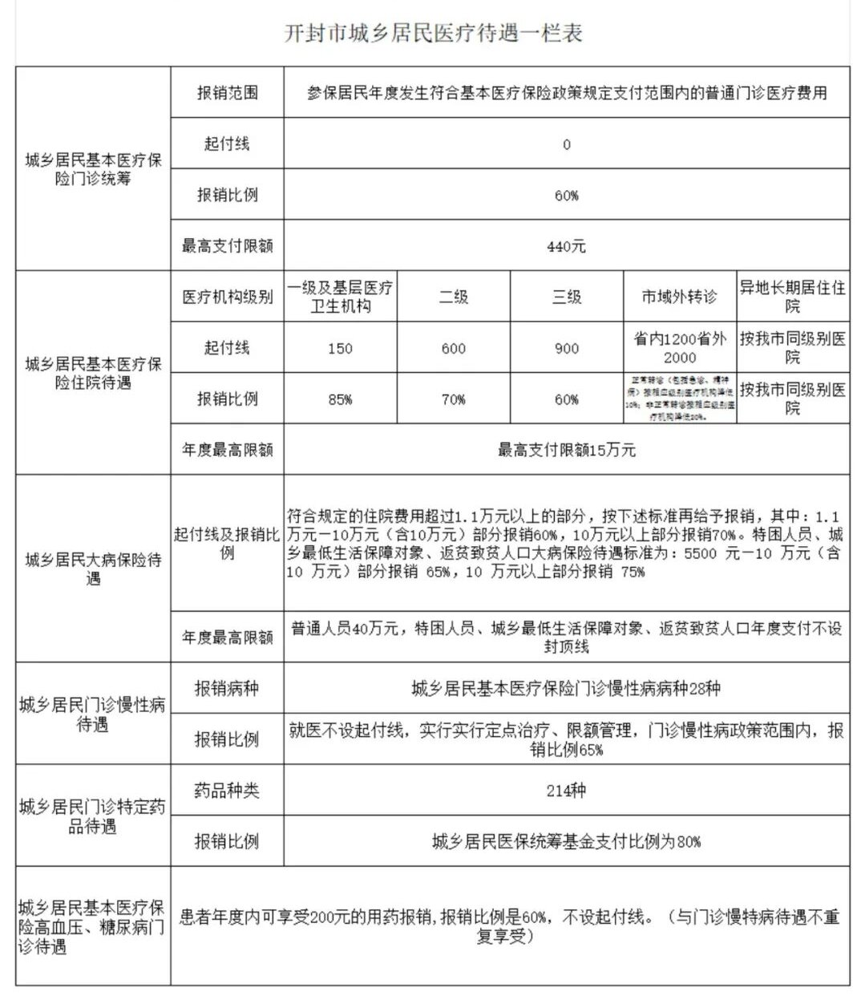 开封市城乡居民医疗待遇一栏表
城乡居民基本医疗保
险门诊统筹
报销范围
参保居民年度发生符合基本医疗保险政策规定支付范围内的普通门诊医疗费用
起付线
0
报销比例
60%
最高支付限额
440元
城乡居民基本医疗保
险住院待遇
医疗机构级别
一级及基层医疗
卫生机构
二级
三级
市域外转诊
异地长期居住住
院
起付线
150
600
900
省内1200省外
2000
按我市同级别医
院
报销比例
85%
70%
60%
正常转诊（包括急诊、精神
病）按相应级别医疗机构降低
10%；非正常转诊按相应级别医
疗机构降低20%。
按我市同级别医
院
年度最高限额
最高支付限额15万元
城乡居民大病保险待
遇
起付线及报销比
例
符合规定的住院费用超过1.1万元以上的部分，按下述标准再给予报销，其中：1.1
万元—10万元（含10万元）部分报销60%，10万元以上部分报销70%。特困人员、城
乡最低生活保障对象、返贫致贫人口大病保险待遇标准为：5500 元—10 万元（含
10 万元）部分报销 65%，10 万元以上部分报销 75%
年度最高限额
普通人员40万元，特困人员、城乡最低生活保障对象、返贫致贫人口年度支付不设
封顶线
城乡居民门诊慢性病
待遇
报销病种
城乡居民基本医疗保险门诊慢性病病种28种
报销比例
就医不设起付线，实行实行定点治疗、限额管理，门诊慢性病政策范围内，报
销比例65%
城乡居民门诊特定药
品待遇
药品种类
214种
报销比例
城乡居民医保统筹基金支付比例为80%
城乡居民基本医疗保
险高血压、糖尿病门
诊待遇
患者年度内可享受200元的用药报销,报销比例是60%，不设起付线。（与门诊慢特病待遇不重
复享受）